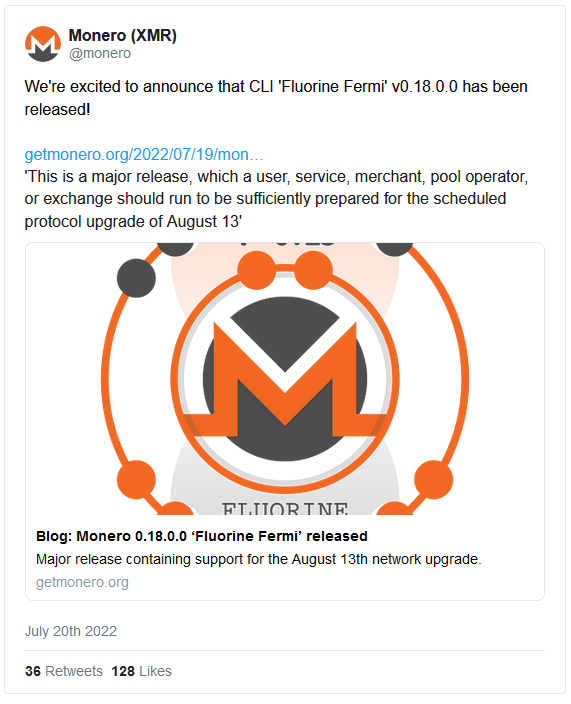 Monero (XMR)
@monero
We're excited to announce that CLI 'Fluorine Fermi' v0.18.0.0 has been
released!
getmonero.org/2022/07/19/mon…
'This is a major release, which a user, service, merchant, pool operator,
or exchange should run to be sufficiently prepared for the scheduled
protocol upgrade of August 13'
FLUORINE
Blog: Monero 0.18.0.0 ‘Fluorine Fermi’ released
Major release containing support for the August 13th network upgrade.
getmonero.org
July 20th 2022
36 Retweets 128 Likes